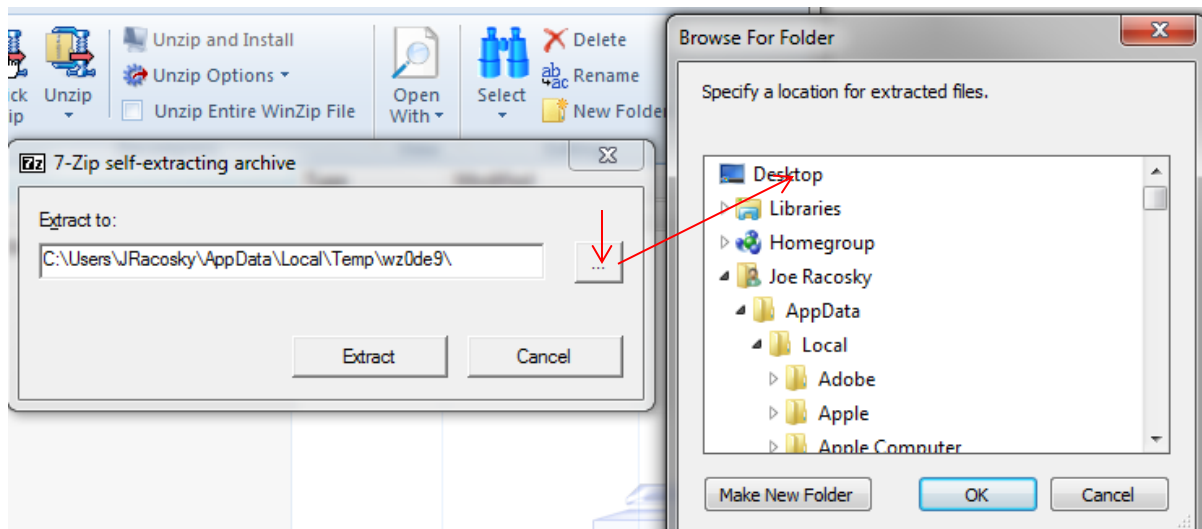 Unzip and Install
Delete
Unzip Options
Rename
Unzip
Open With
Select
Unzip Entire WinZip File
New Folder
7-Zip self-extracting archive
Extract to:
C:\Users\JRacosky\AppData\Local\Temp\wz0de9\
...
Extract
Cancel
Browse For Folder
Specify a location for extracted files.
Desktop
Libraries
Homegroup
Joe Racosky
AppData
Local
Adobe
Apple
Apple Computer
Make New Folder
OK
Cancel